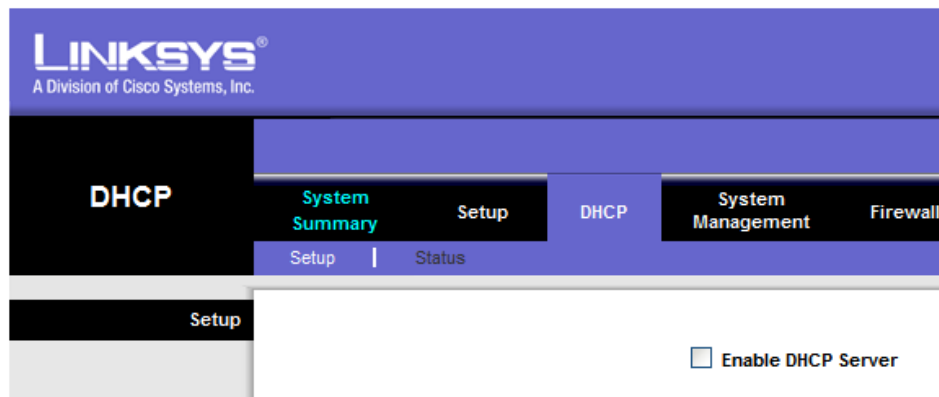 LINKSYS®
A Division of Cisco Systems, Inc.
DHCP
System Summary
Setup
DHCP
System Management
Firewall
Setup | Status
Setup
Enable DHCP Server